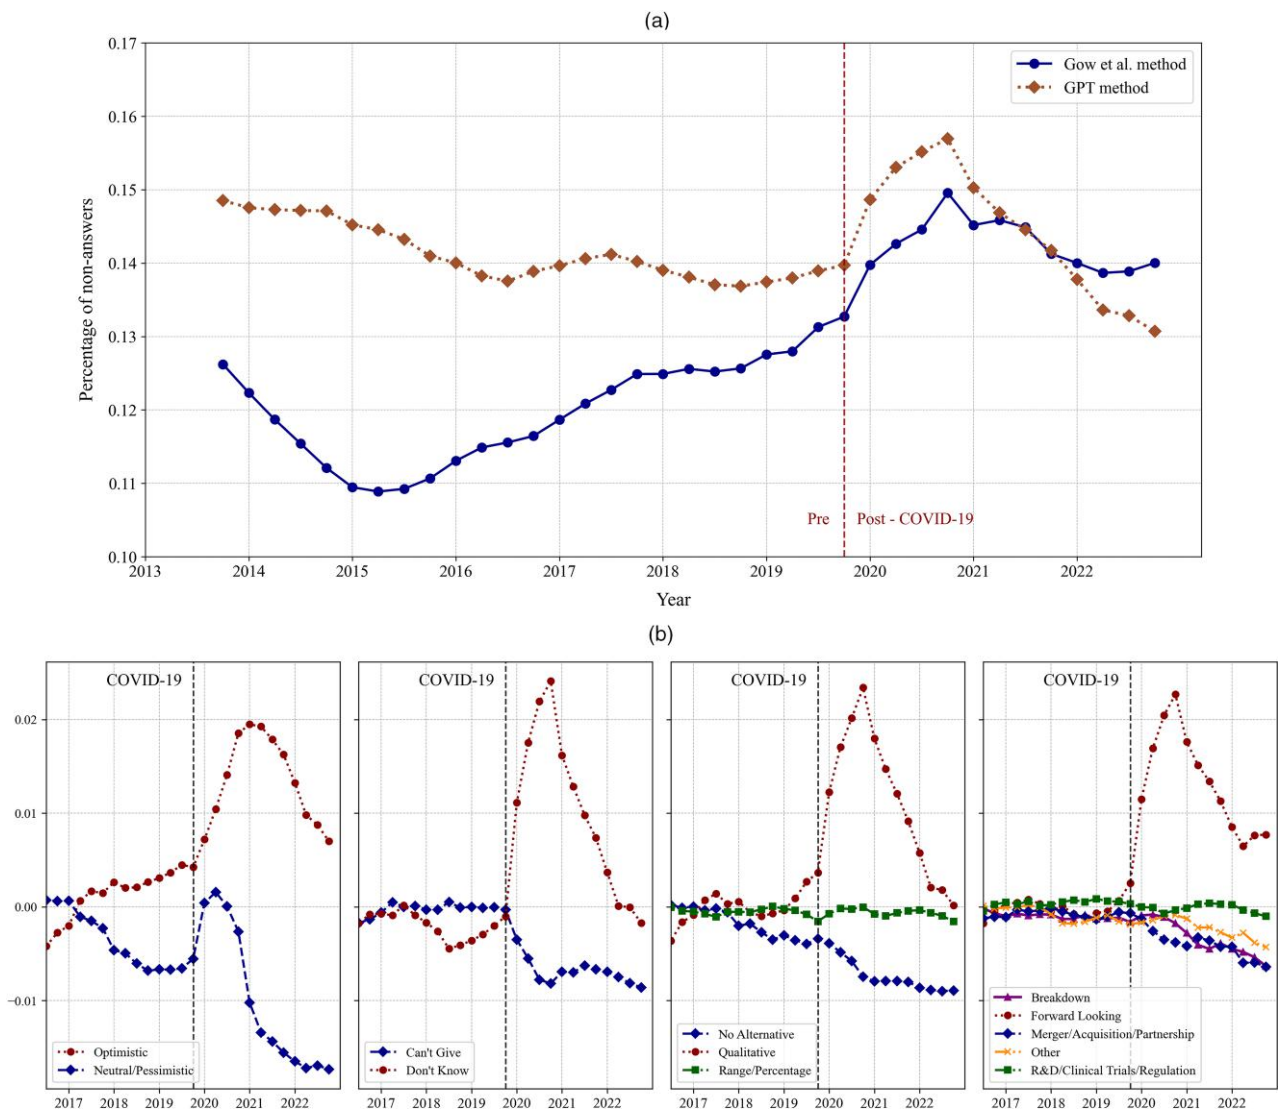 (a)
0.17
0.16
0.15
0.14
0.13
0.12
0.11
0.10
Percentage of non-answers
Gow et al. method
GPT method
Pre
Post - COVID-19
2013 2014 2015 2016 2017 2018 2019 2020 2021 2022
Year
(b)
0.02
0.01
0.00
−0.01
COVID-19
Optimistic
Neutral/Pessimistic
2017 2018 2019 2020 2021 2022
COVID-19
Can't Give
Don't Know
2017 2018 2019 2020 2021 2022
COVID-19
No Alternative
Qualitative
Range/Percentage
2017 2018 2019 2020 2021 2022
COVID-19
Breakdown
Forward Looking
Merger/Acquisition/Partnership
Other
R&D/Clinical Trials/Regulation
2017 2018 2019 2020 2021 2022